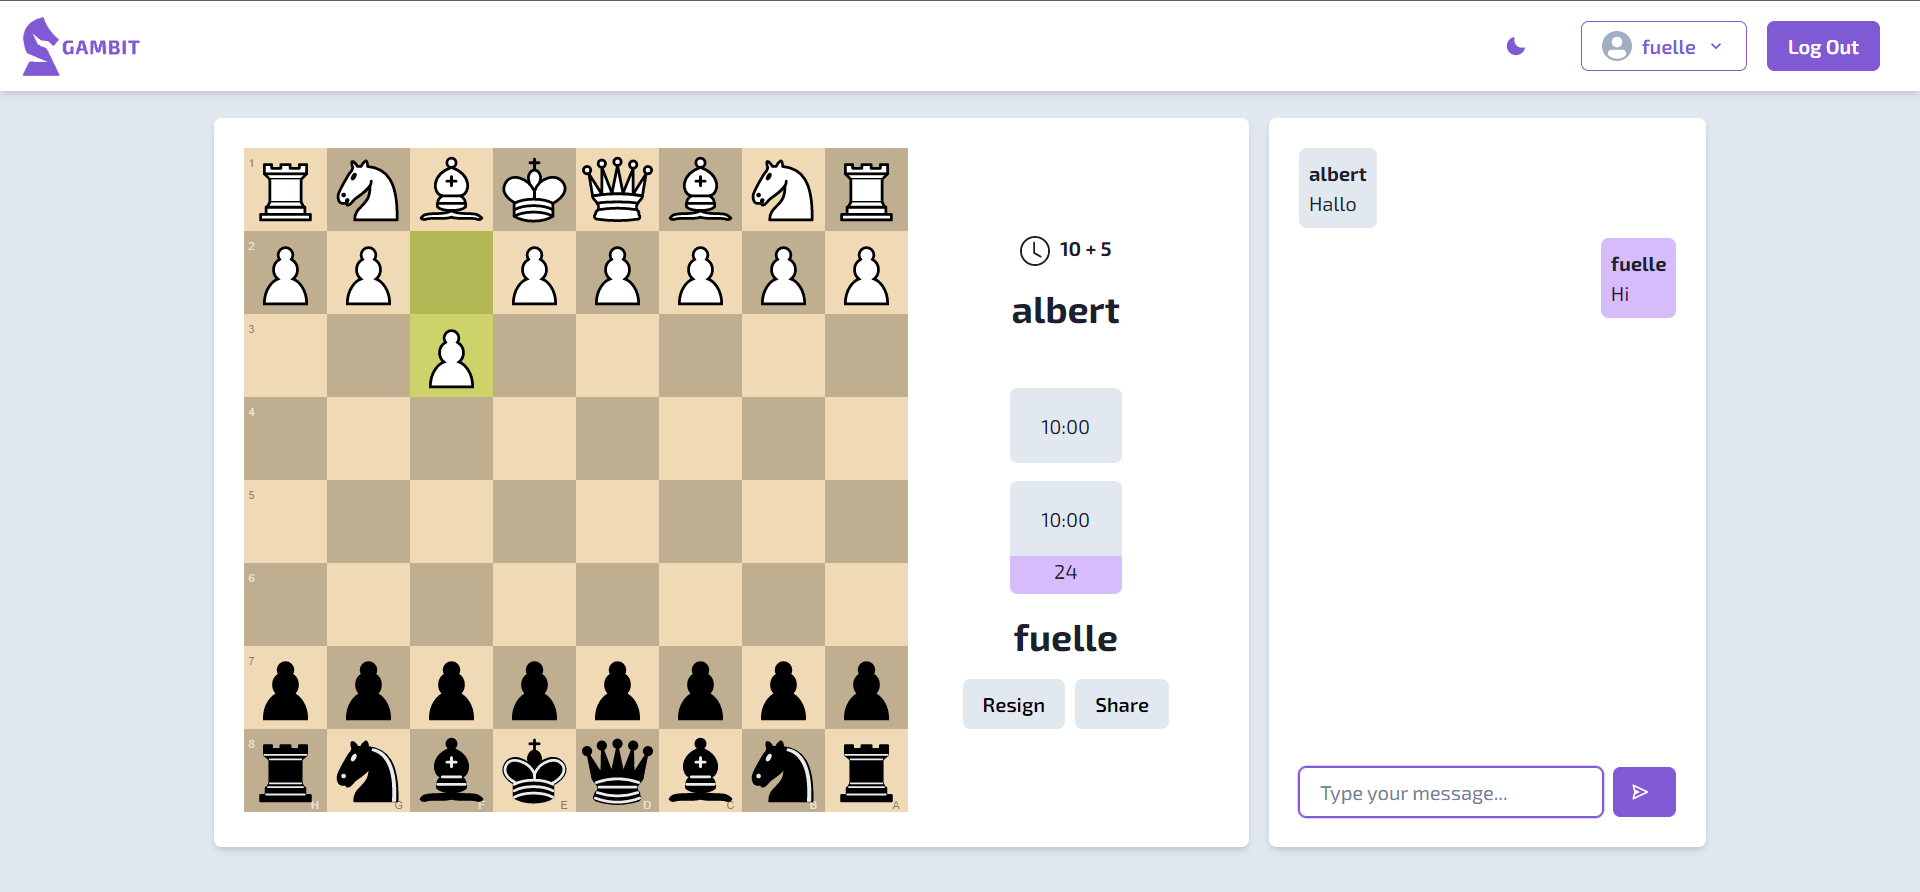 GAMBIT
fuelle
Log Out
1
2
3
4
5
6
7
8
H G F E D C B A
10 + 5
albert
10:00
10:00
24
fuelle
Resign
Share
albert
Hallo
fuelle
Hi
Type your message...